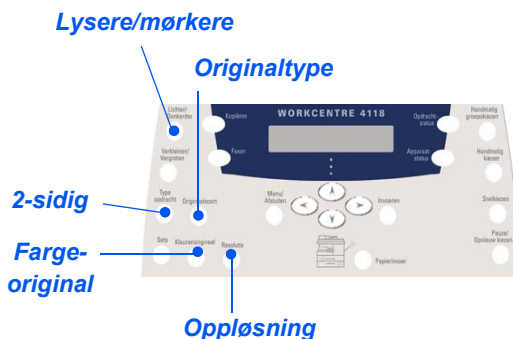 Lysere/mørkere
Originaltype
Lichter/
Donkerder
Kopiëren
WORKCENTRE 4118
Opdracht-
status
Handmatig
groepskiezen
Verkleinen/
Vergroten
Faxen
Apparaat-
status
Handmatig
kiezen
2-sidig
Type
opdracht
Origineelsoort
Menu/
Afsluiten
Invoeren
Snelkiezen
Farge-
original
Sets
Kleurenorigineel
Resolutie
Papierinvoer
Pauze/
Opnieuw kiezen
Oppløsning